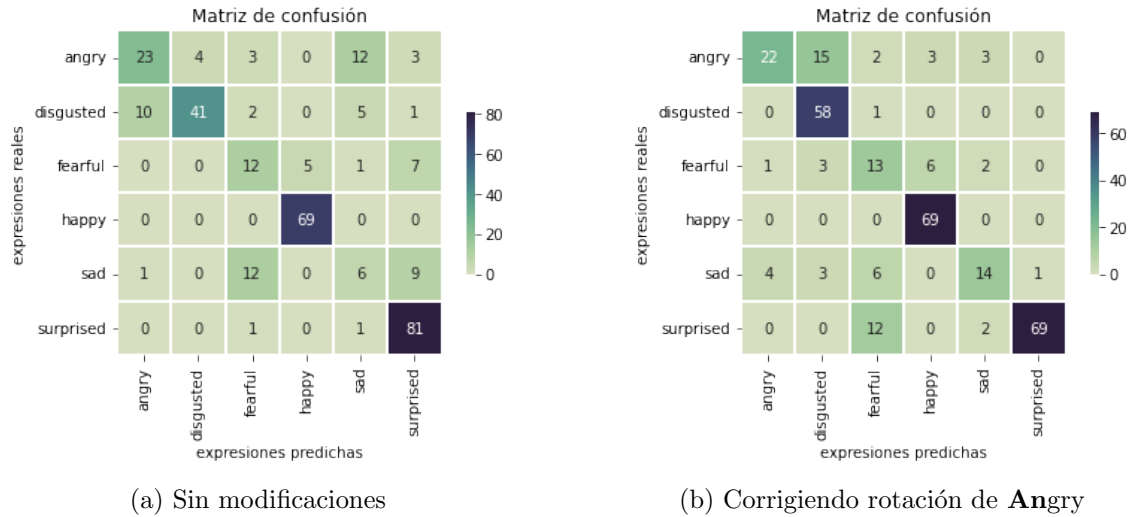 Matriz de confusión
angry 23 4 3 0 12 3
disgusted 10 41 2 0 5 1
fearful 0 0 12 5 1 7
happy 0 0 0 69 0 0
sad 1 0 12 0 6 9
surprised 0 0 1 0 1 81
angry disgusted fearful happy sad surprised
expresiones predichas
expresiones reales
80
60
40
20
0
(a) Sin modificaciones
Matriz de confusión
angry 22 15 2 3 3 0
disgusted 0 58 1 0 0 0
fearful 1 3 13 6 2 0
happy 0 0 0 69 0 0
sad 4 3 6 0 14 1
surprised 0 0 12 0 2 69
angry disgusted fearful happy sad surprised
expresiones predichas
expresiones reales
60
40
20
0
(b) Corrigiendo rotación de Angry